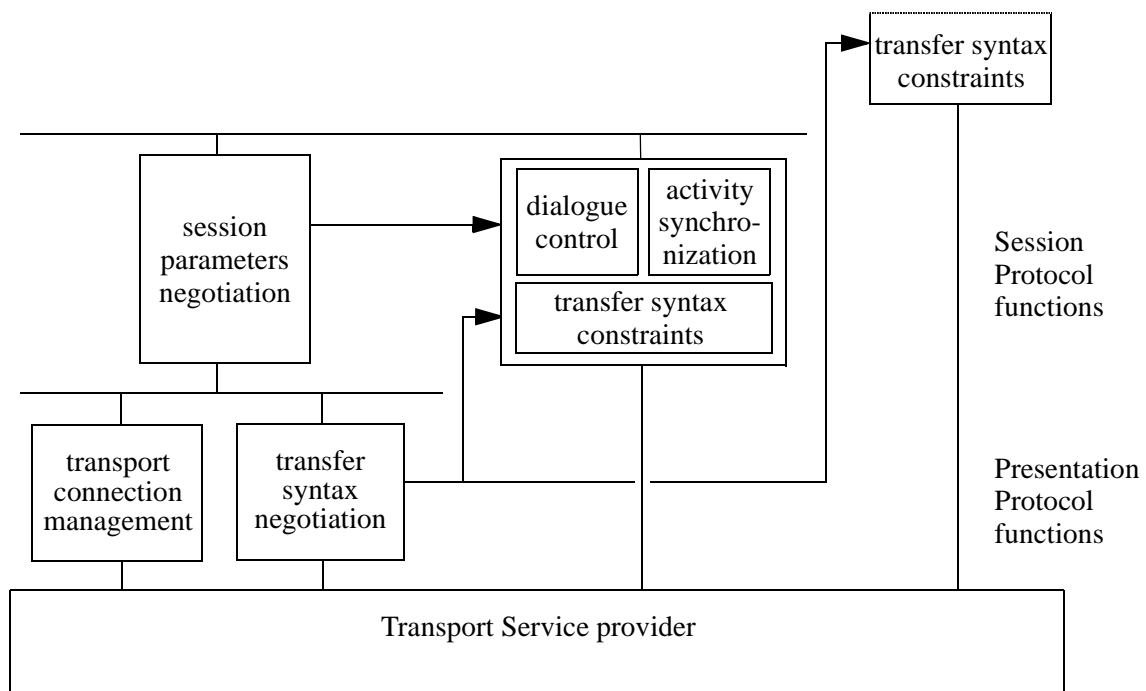 transfer syntax
constraints
session
parameters
negotiation
dialogue
control
activity
synchro-
nization
transfer syntax
constraints
Session
Protocol
functions
transport
connection
management
transfer
syntax
negotiation
Presentation
Protocol
functions
Transport Service provider